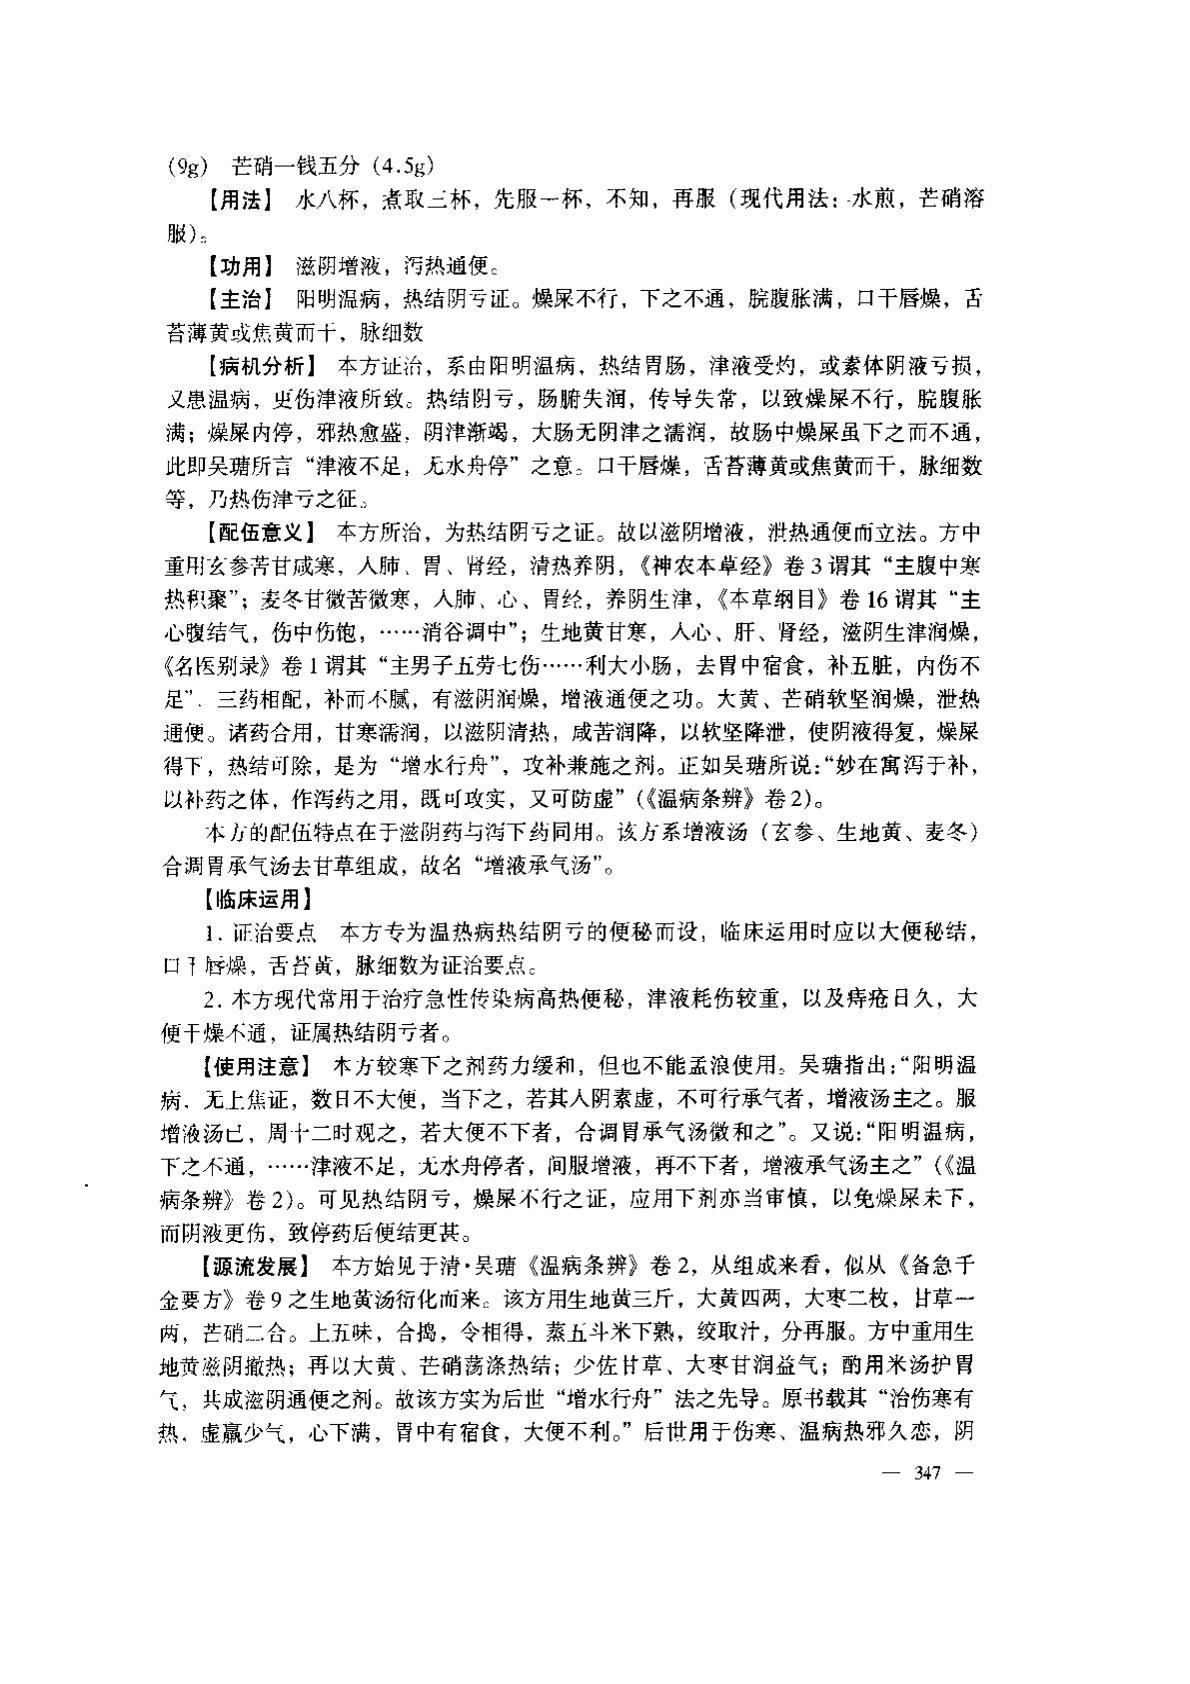 (9g)　芒硝一钱五分（4.5g）
【用法】　水八杯，煮取三杯，先服一杯，不知，再服（现代用法：水煎，芒硝溶
服）。
【功用】　滋阴增液，泻热通便。
【主治】　阳明温病，热结阴亏证。燥屎不行，下之不通，脘腹胀满，口干唇燥，舌
苔薄黄或焦黄而干，脉细数
【病机分析】　本方证治，系由阳明温病，热结胃肠，津液受灼，或素体阴液亏损，
又患温病，更伤津液所致。热结阴亏，肠腑失润，传导失常，以致燥屎不行，脘腹胀
满；燥屎内停，邪热愈盛，阴津渐竭，大肠无阴津之濡润，故肠中燥屎虽下之而不通，
此即吴瑭所言“津液不足，无水舟停”之意。口干唇燥，舌苔薄黄或焦黄而干，脉细数
等，乃热伤津亏之征。
【配伍意义】　本方所治，为热结阴亏之证。故以滋阴增液，泄热通便而立法。方中
重用玄参苦甘咸寒，入肺、胃、肾经，清热养阴，《神农本草经》卷 3 谓其“主腹中寒
热积聚”；麦冬甘微苦微寒，入肺、心、胃经，养阴生津，《本草纲目》卷 16 谓其“主
心腹结气，伤中伤饱，……消谷调中”；生地黄甘寒，入心、肝、肾经，滋阴生津润燥，
《名医别录》卷 1 谓其“主男子五劳七伤……利大小肠，去胃中宿食，补五脏，内伤不
足”．三药相配，补而不腻，有滋阴润燥，增液通便之功。大黄、芒硝软坚润燥，泄热
通便。诸药合用，甘寒濡润，以滋阴清热，咸苦润降，以软坚降泄，使阴液得复，燥屎
得下，热结可除，是为“增水行舟”，攻补兼施之剂。正如吴瑭所说：“妙在寓泻于补，
以补药之体，作泻药之用，既可攻实，又可防虚”（《温病条辨》卷 2）。
本方的配伍特点在于滋阴药与泻下药同用。该方系增液汤（玄参、生地黄、麦冬）
合调胃承气汤去甘草组成，故名“增液承气汤”。
【临床运用】
1. 证治要点　本方专为温热病热结阴亏的便秘而设，临床运用时应以大便秘结，
口干唇燥，舌苔黄，脉细数为证治要点。
2. 本方现代常用于治疗急性传染病高热便秘，津液耗伤较重，以及痔疮日久，大
便干燥不通，证属热结阴亏者。
【使用注意】　本方较寒下之剂药力缓和，但也不能孟浪使用。吴瑭指出：“阳明温
病，无上焦证，数日不大便，当下之，若其人阴素虚，不可行承气者，增液汤主之。服
增液汤已，周十二时观之，若大便不下者，合调胃承气汤微和之”。又说：“阳明温病，
下之不通，……津液不足，无水舟停者，间服增液，再不下者，增液承气汤主之”（《温
病条辨》卷 2）。可见热结阴亏，燥屎不行之证，应用下剂亦当审慎，以免燥屎未下，
而阴液更伤，致停药后便结更甚。
【源流发展】　本方始见于清·吴瑭《温病条辨》卷 2，从组成来看，似从《备急千
金要方》卷 9 之生地黄汤衍化而来。该方用生地黄三斤，大黄四两，大枣二枚，甘草一
两，芒硝二合。上五味，合捣，令相得，蒸五斗米下熟，绞取汁，分再服。方中重用生
地黄滋阴撤热；再以大黄、芒硝荡涤热结；少佐甘草、大枣甘润益气；酌用米汤护胃
气，共成滋阴通便之剂。故该方实为后世“增水行舟”法之先导。原书载其“治伤寒有
热，虚羸少气，心下满，胃中有宿食，大便不利。”后世用于伤寒、温病热邪久恋，阴
— 347 —